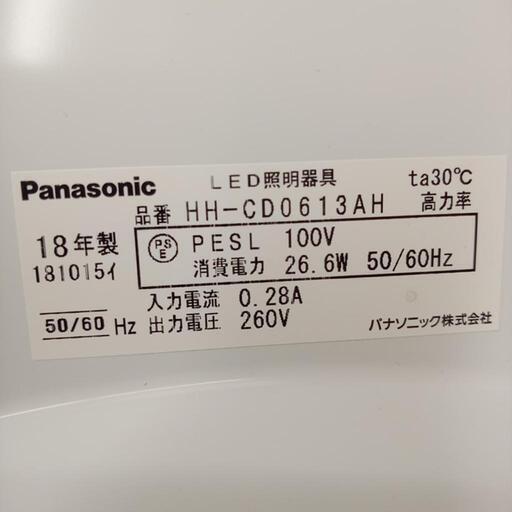 Panasonic LED照明器具 ta30℃
品番 HH-CD0613AH 高力率
18年製 PSE PESL 100V
181015イ 消費電力 26.6W 50/60Hz
入力電流 0.28A
50/60 Hz 出力電圧 260V パナソニック株式会社